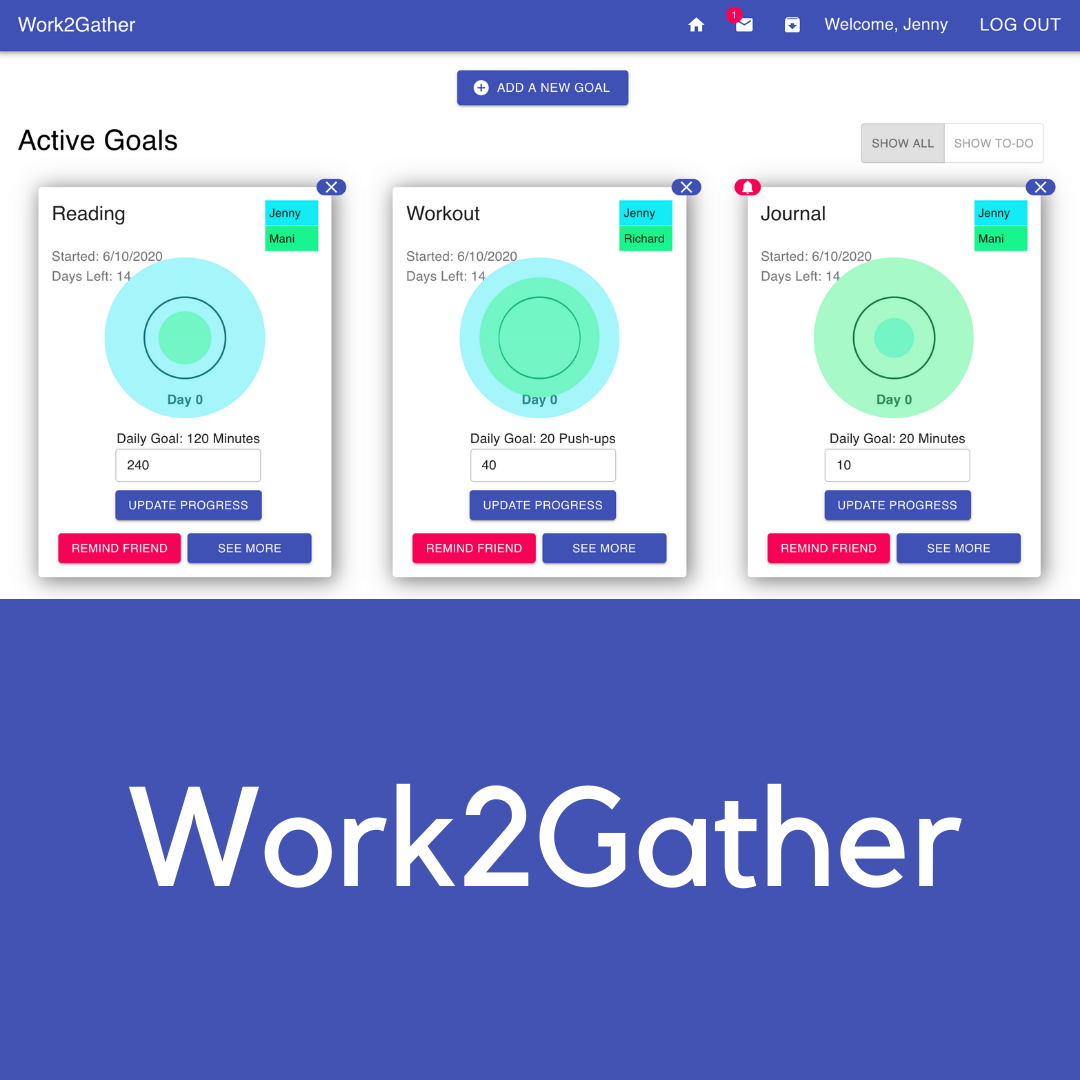 Work2Gather
1
Welcome, Jenny
LOG OUT
ADD A NEW GOAL
Active Goals
SHOW ALL
SHOW TO-DO
Reading
Jenny
Mani
Started: 6/10/2020
Days Left: 14
Day 0
Daily Goal: 120 Minutes
240
UPDATE PROGRESS
REMIND FRIEND
SEE MORE
Workout
Jenny
Richard
Started: 6/10/2020
Days Left: 14
Day 0
Daily Goal: 20 Push-ups
40
UPDATE PROGRESS
REMIND FRIEND
SEE MORE
Journal
Jenny
Mani
Started: 6/10/2020
Days Left: 14
Day 0
Daily Goal: 20 Minutes
10
UPDATE PROGRESS
REMIND FRIEND
SEE MORE
Work2Gather